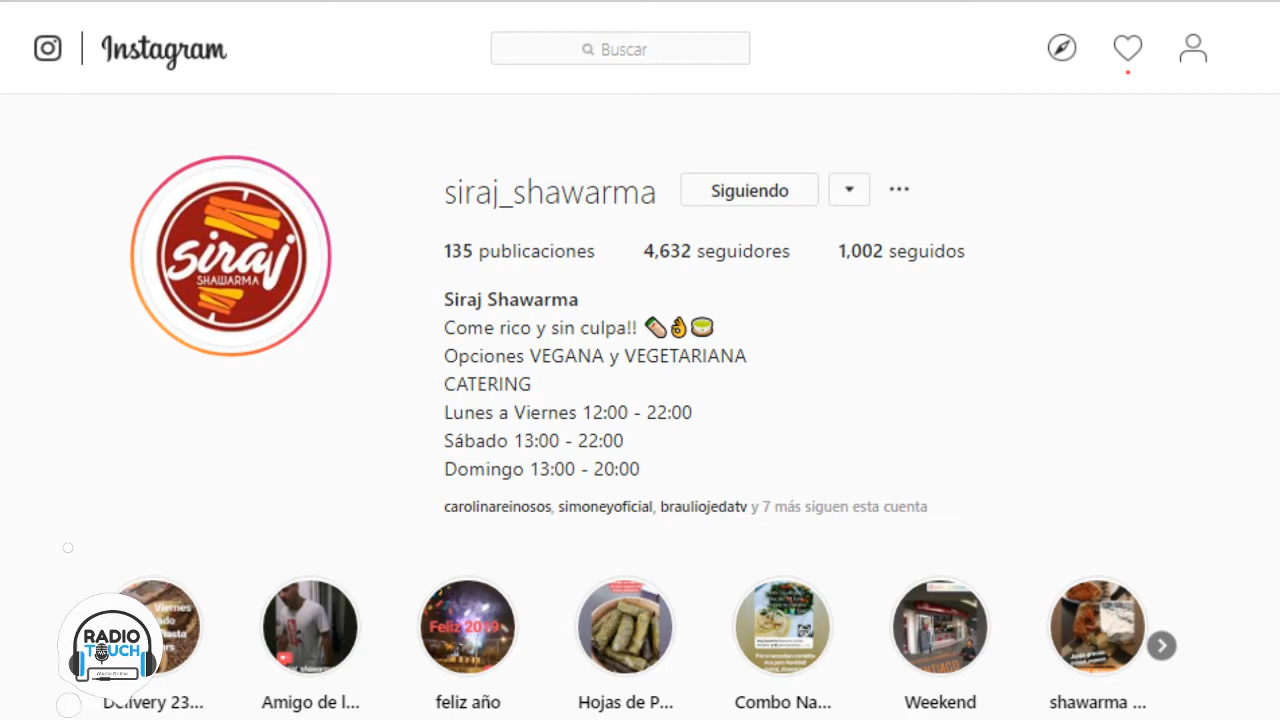 Instagram
Buscar
siraj_shawarma Siguiendo
135 publicaciones 4,632 seguidores 1,002 seguidos
siraj
SHAWARMA
Siraj Shawarma
Come rico y sin culpa!! 🌯👌🍵
Opciones VEGANA y VEGETARIANA
CATERING
Lunes a Viernes 12:00 - 22:00
Sábado 13:00 - 22:00
Domingo 13:00 - 20:00
carolinareinosos, simoneyoficial, brauliojedatv y 7 más siguen esta cuenta
Viernes
Feliz 2019
RADIO
TOUCH
Delivery 23... Amigo de l... feliz año Hojas de P... Combo Na... Weekend shawarma ...